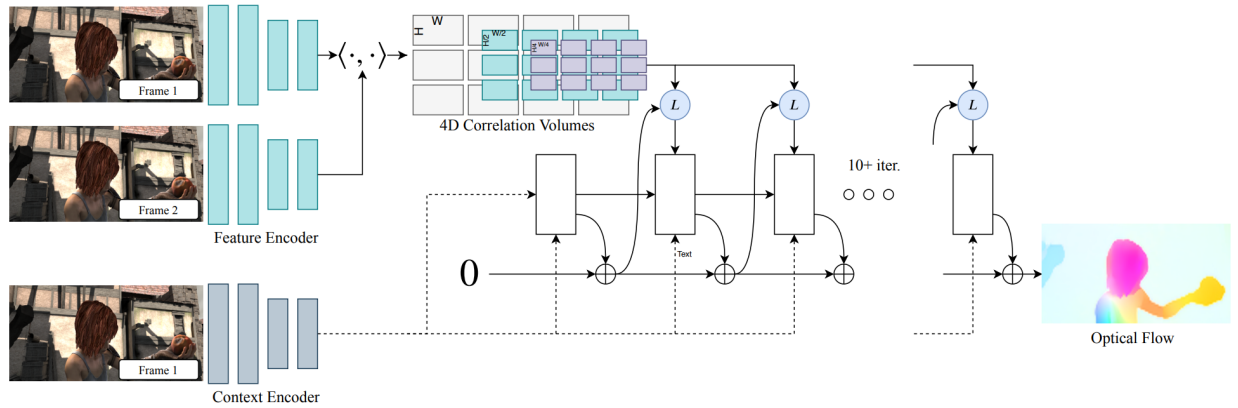 Frame 1
Frame 2
Feature Encoder
Frame 1
Context Encoder
⟨·,·⟩
H W
H/2 W/2
H/4 W/4
4D Correlation Volumes
L
L
L
10+ iter.
Text
0
Optical Flow